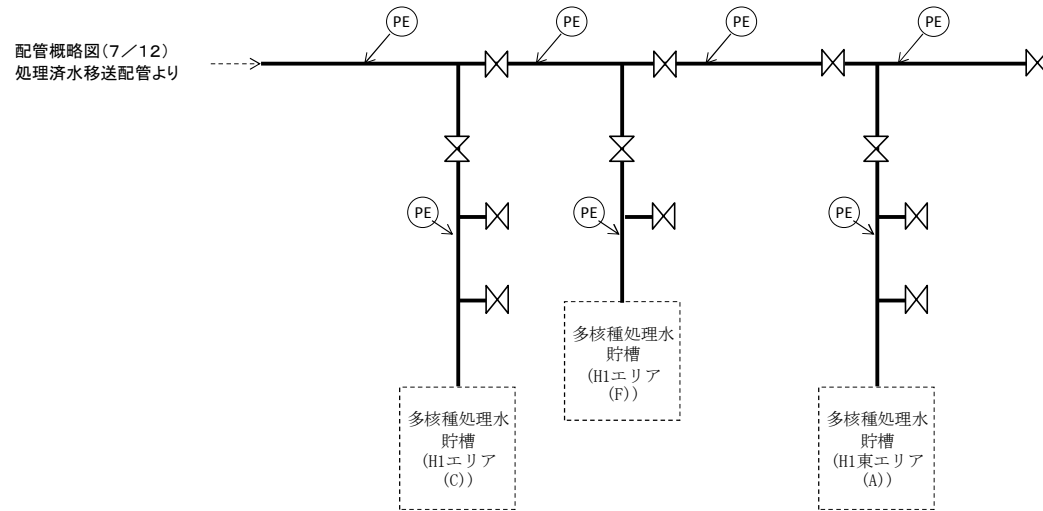 PE
PE
PE
PE
配管概略図(7／12)
処理済水移送配管より
PE
PE
PE
多核種処理水
貯槽
(H1エリア
(F))
多核種処理水
貯槽
(H1エリア
(C))
多核種処理水
貯槽
(H1東エリア
(A))